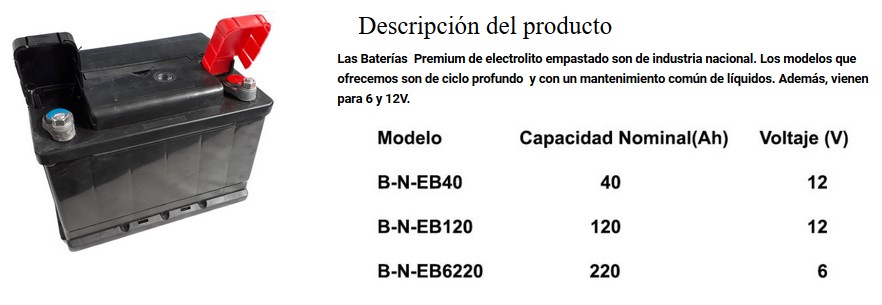 Descripción del producto
Las Baterías Premium de electrolito empastado son de industria nacional. Los modelos que
ofrecemos son de ciclo profundo y con un mantenimiento común de líquidos. Además, vienen
para 6 y 12V.
Modelo Capacidad Nominal(Ah) Voltaje (V)
B-N-EB40 40 12
B-N-EB120 120 12
B-N-EB6220 220 6